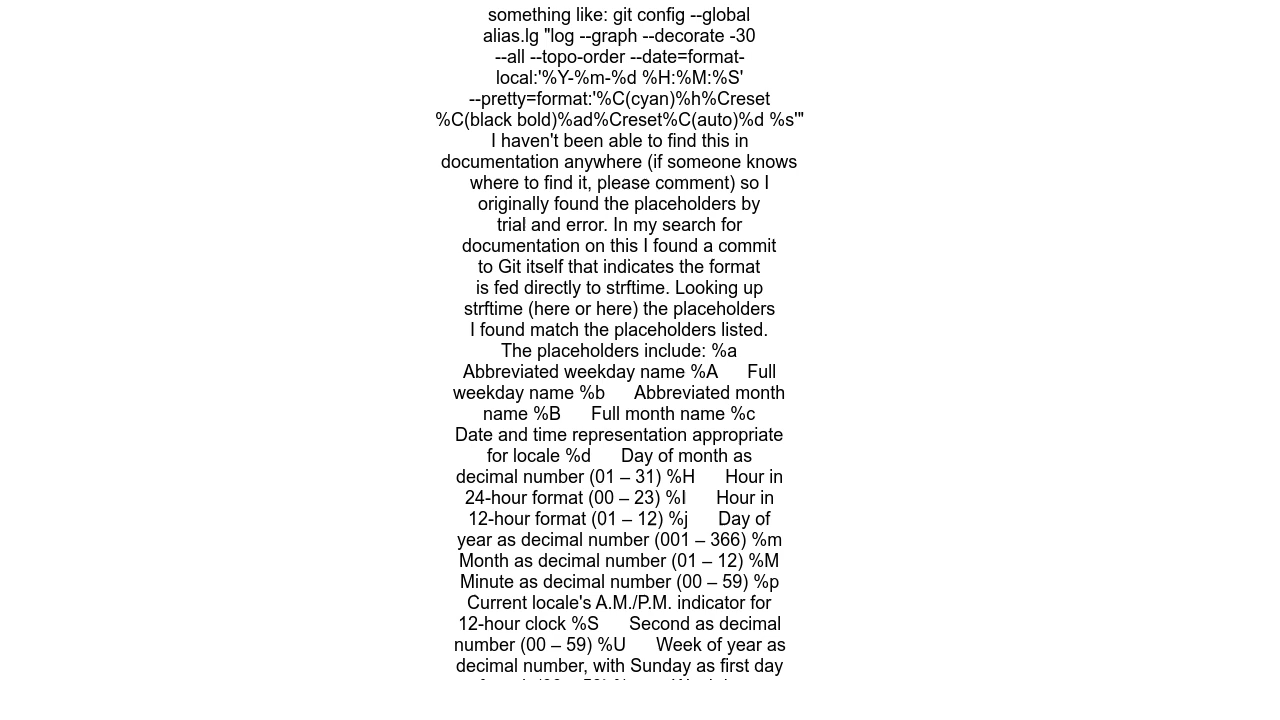 something like: git config --global
alias.lg "log --graph --decorate -30
--all --topo-order --date=format-
local:'%Y-%m-%d %H:%M:%S'
--pretty=format:'%C(cyan)%h%Creset
%C(black bold)%ad%Creset%C(auto)%d %s'"
I haven't been able to find this in
documentation anywhere (if someone knows
where to find it, please comment) so I
originally found the placeholders by
trial and error. In my search for
documentation on this I found a commit
to Git itself that indicates the format
is fed directly to strftime. Looking up
strftime (here or here) the placeholders
I found match the placeholders listed.
The placeholders include: %a
Abbreviated weekday name %A      Full
weekday name %b      Abbreviated month
name %B      Full month name %c
Date and time representation appropriate
for locale %d      Day of month as
decimal number (01 – 31) %H      Hour in
24-hour format (00 – 23) %I      Hour in
12-hour format (01 – 12) %j      Day of
year as decimal number (001 – 366) %m
Month as decimal number (01 – 12) %M
Minute as decimal number (00 – 59) %p
Current locale's A.M./P.M. indicator for
12-hour clock %S      Second as decimal
number (00 – 59) %U      Week of year as
decimal number, with Sunday as first day